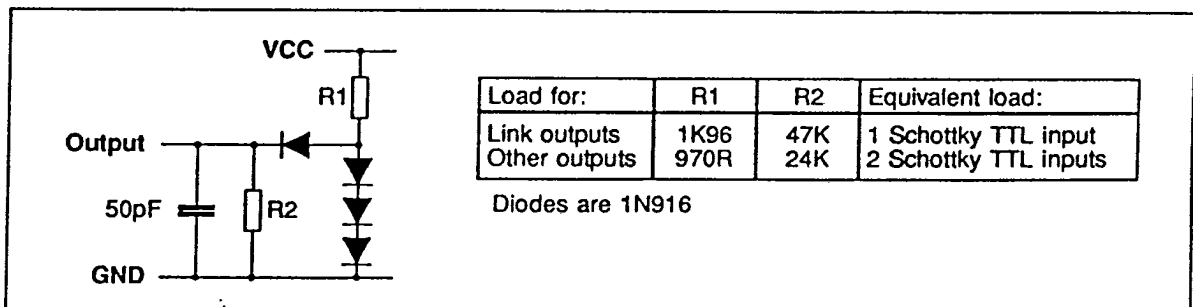 VCC
R1
Output
50pF
R2
GND
Load for: R1 R2 Equivalent load:
Link outputs 1K96 47K 1 Schottky TTL input
Other outputs 970R 24K 2 Schottky TTL inputs
Diodes are 1N916